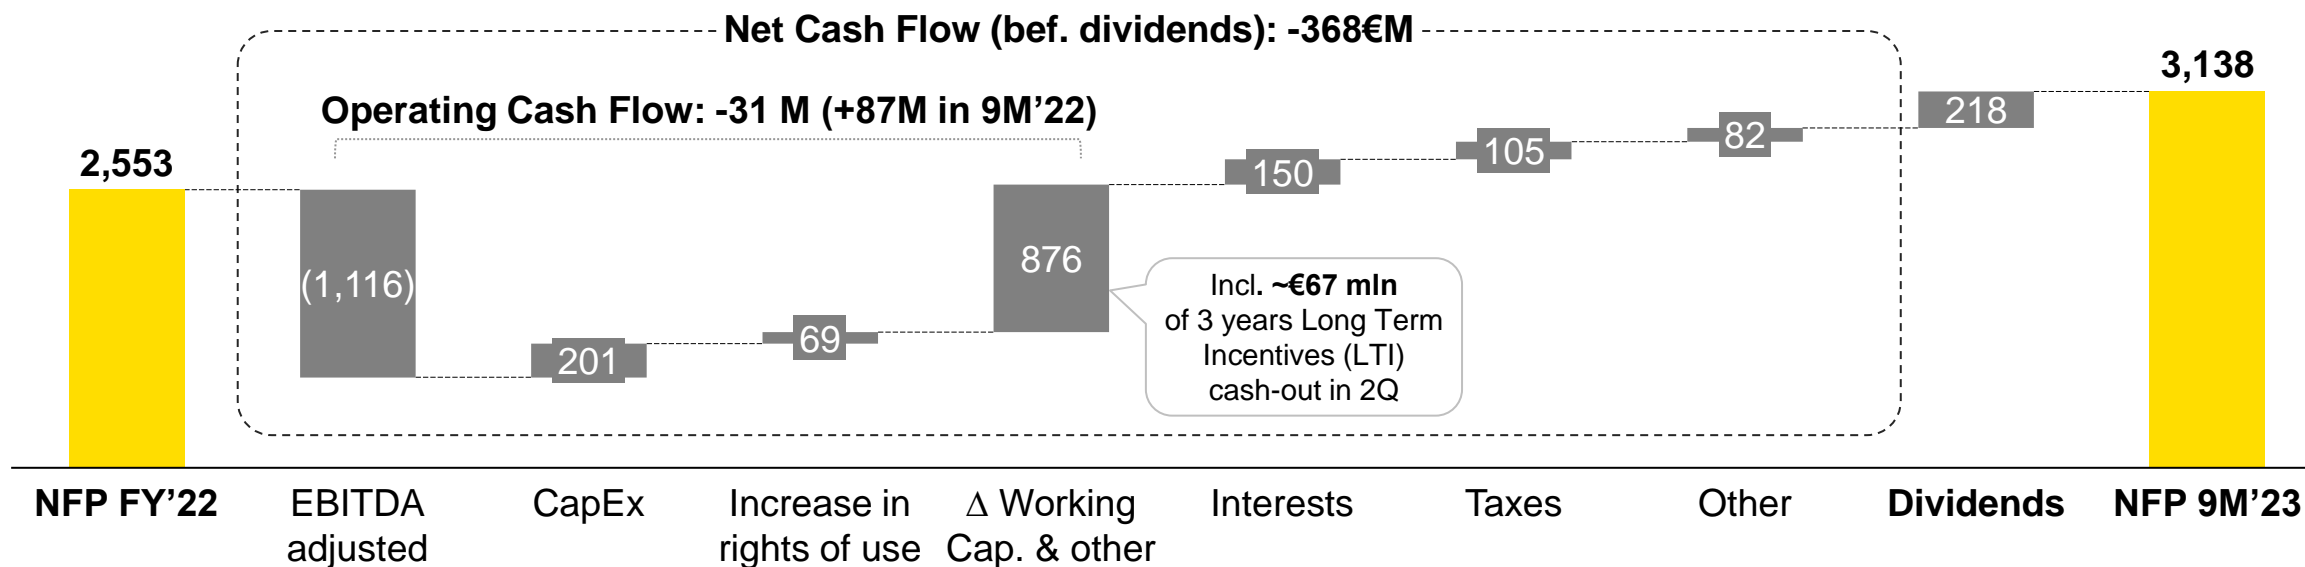 Net Cash Flow (bef. dividends): -368€M
Operating Cash Flow: -31 M (+87M in 9M’22)
2,553
(1,116)
201
69
876
150
105
82
218
3,138
Incl. ~€67 mln
of 3 years Long Term
Incentives (LTI)
cash-out in 2Q
NFP FY’22
EBITDA
adjusted
CapEx
Increase in
rights of use
Δ Working
Cap. & other
Interests
Taxes
Other
Dividends
NFP 9M’23